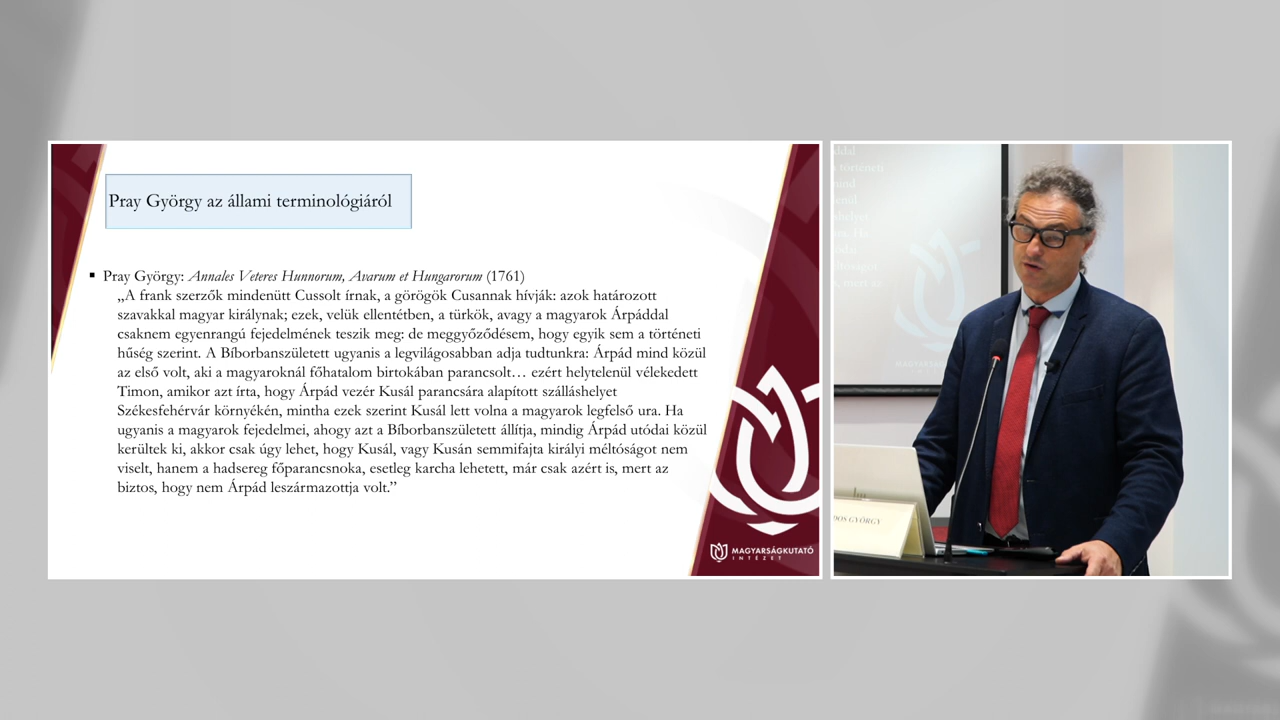 Pray György az állami terminológiáról
▪ Pray György: Annales Veteres Hunnorum, Avarum et Hungarorum (1761)
„A frank szerzők mindenütt Cussolt írnak, a görögök Cusannak hívják: azok határozott
szavakkal magyar királynak; ezek, velük ellentétben, a türkök, avagy a magyarok Árpáddal
csaknem egyenrangú fejedelmének teszik meg: de meggyőződésem, hogy egyik sem a történeti
hűség szerint. A Bíborbanszületett ugyanis a legvilágosabban adja tudtunkra: Árpád mind közül
az első volt, aki a magyaroknál főhatalom birtokában parancsolt… ezért helytelenül vélekedett
Timon, amikor azt írta, hogy Árpád vezér Kusál parancsára alapított szálláshelyet
Székesfehérvár környékén, mintha ezek szerint Kusál lett volna a magyarok legfelső ura. Ha
ugyanis a magyarok fejedelmei, ahogy azt a Bíborbanszületett állítja, mindig Árpád utódai közül
kerültek ki, akkor csak úgy lehet, hogy Kusál, vagy Kusán semmifajta királyi méltóságot nem
viselt, hanem a hadsereg főparancsnoka, esetleg karcha lehetett, már csak azért is, mert az
biztos, hogy nem Árpád leszármazottja volt.”
MAGYARSÁGKUTATÓ
INTÉZET
DOS GYÖRGY